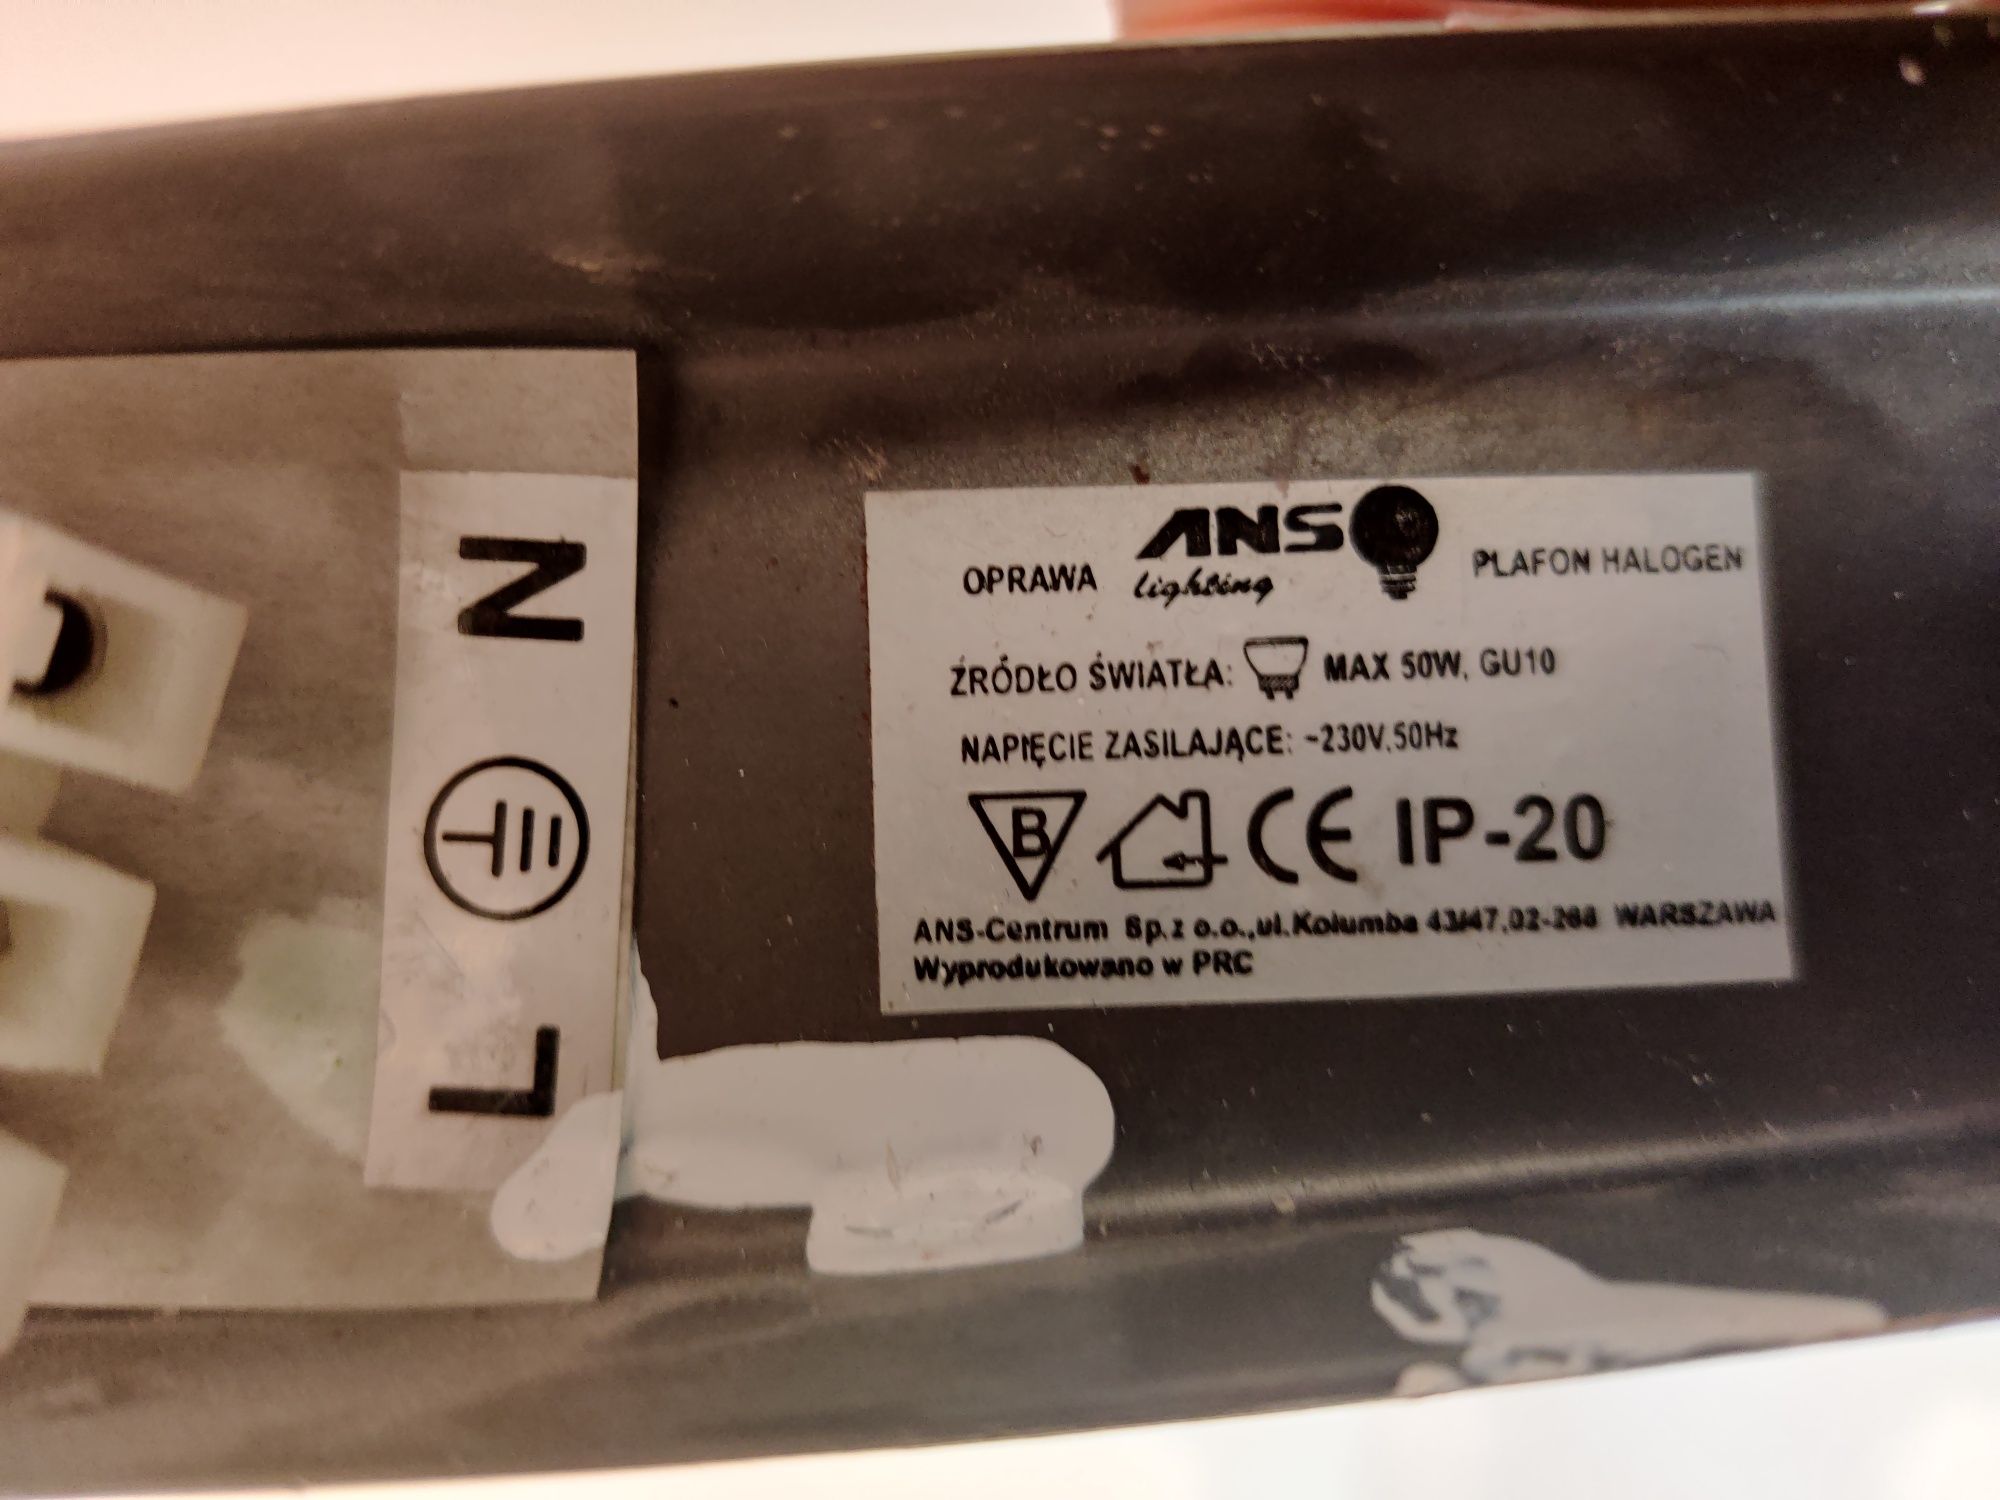 N
L
OPRAWA ANS lighting PLAFON HALOGEN
ŹRÓDŁO ŚWIATŁA: MAX 50W, GU10
NAPIĘCIE ZASILAJĄCE: ~230V,50Hz
B CE IP-20
ANS-Centrum Sp.z o.o.,ul.Kolumba 43/47,02-288 WARSZAWA
Wyprodukowano w PRC